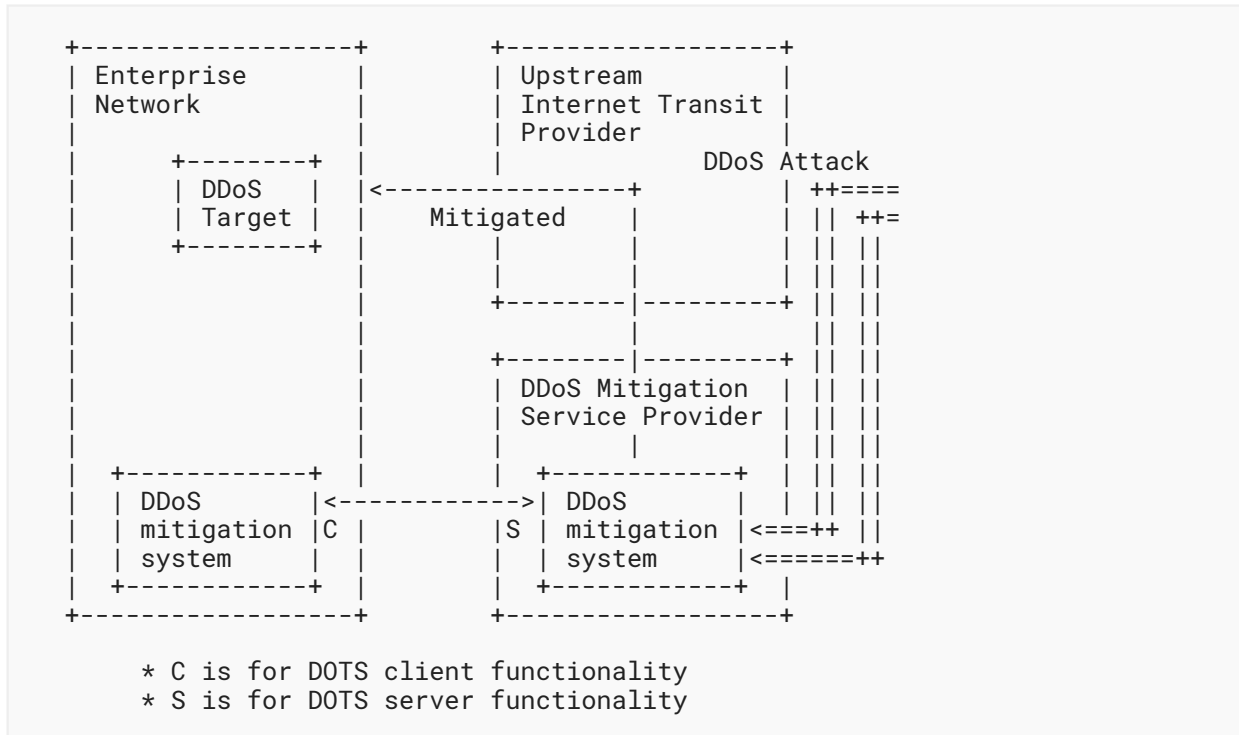 +------------------+        +------------------+
| Enterprise       |        | Upstream         |
| Network          |        | Internet Transit |
|                  |        | Provider         |
|      +--------+  |        |             DDoS Attack
|      | DDoS   |  |<----------------+         | ++====
|      | Target |  |    Mitigated    |         | || ++=
|      +--------+  |        |        |         | || ||
|                  |        |        |         | || ||
|                  |        +--------|---------+ || ||
|                  |                 |           || ||
|                  |        +--------|---------+ || ||
|                  |        | DDoS Mitigation  | || ||
|                  |        | Service Provider | || ||
|                  |        |        |         | || ||
|  +------------+  |        |  +------------+  | || ||
|  | DDoS       |<------------>| DDoS       |  | || ||
|  | mitigation |C |        |S | mitigation |<===++ ||
|  | system     |  |        |  | system     |<======++
|  +------------+  |        |  +------------+  |
+------------------+        +------------------+
* C is for DOTS client functionality
* S is for DOTS server functionality